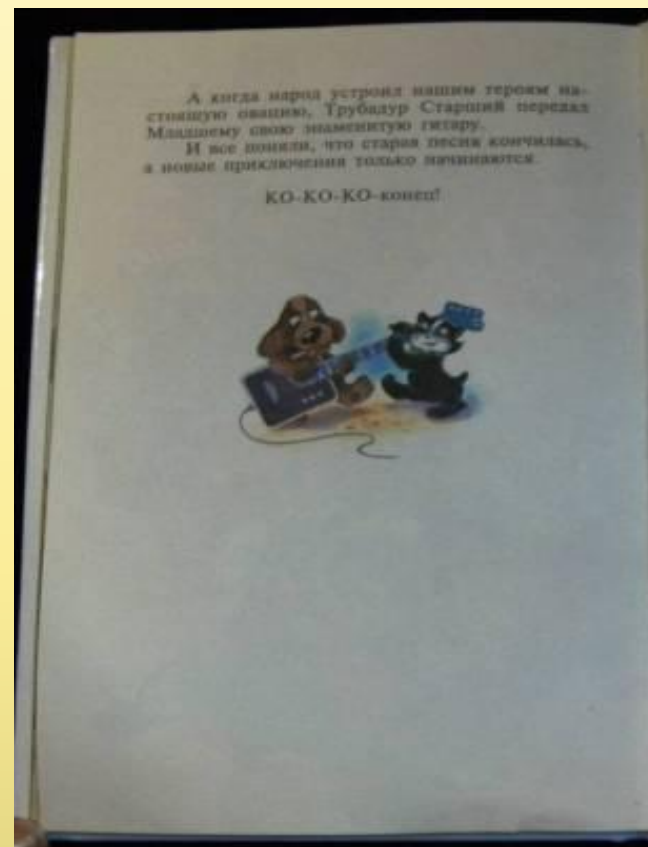 А когда народ устроил нашим героям на-
стоящую овацию, Трубадур Старший передал
Младшему свою знаменитую гитару.
И все поняли, что старая песня кончилась,
а новые приключения только начинаются.
КО-КО-КО-конец!